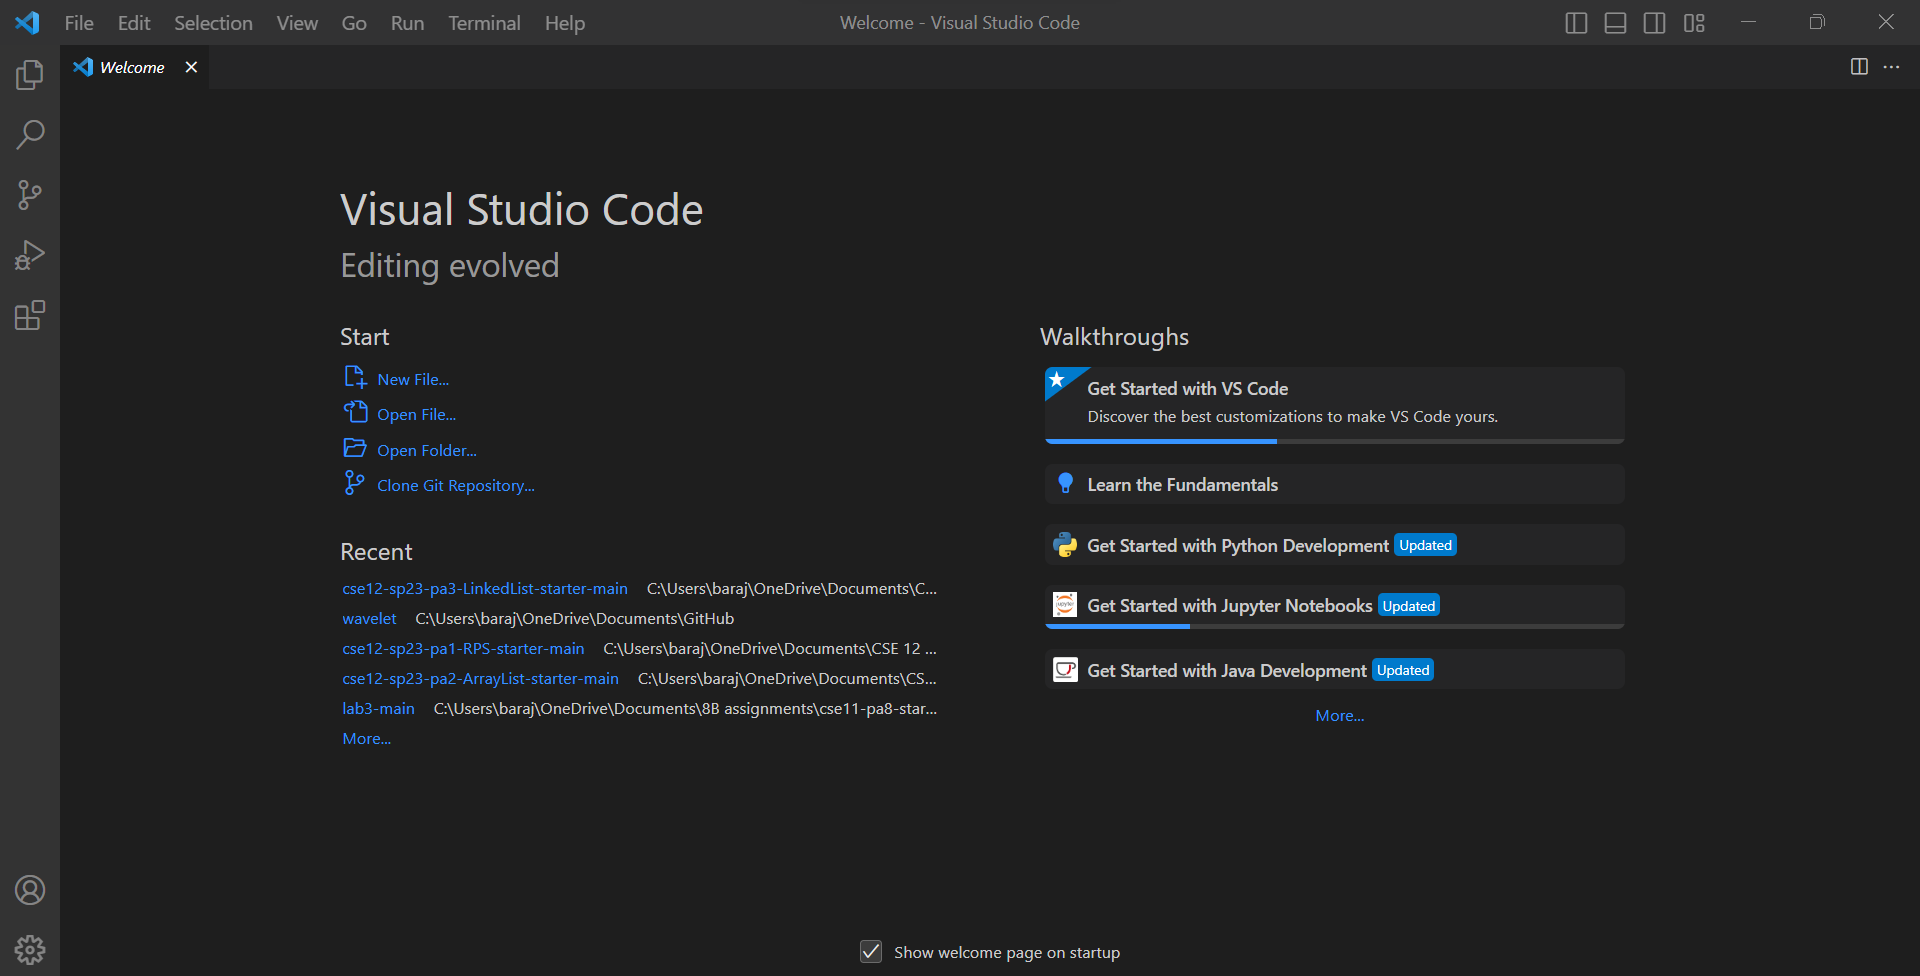 File Edit Selection View Go Run Terminal Help
Welcome - Visual Studio Code
Welcome
Visual Studio Code
Editing evolved
Start
New File...
Open File...
Open Folder...
Clone Git Repository...
Recent
cse12-sp23-pa3-LinkedList-starter-main C:\Users\baraj\OneDrive\Documents\C...
wavelet C:\Users\baraj\OneDrive\Documents\GitHub
cse12-sp23-pa1-RPS-starter-main C:\Users\baraj\OneDrive\Documents\CSE 12 ...
cse12-sp23-pa2-ArrayList-starter-main C:\Users\baraj\OneDrive\Documents\CS...
lab3-main C:\Users\baraj\OneDrive\Documents\8B assignments\cse11-pa8-star...
More...
Walkthroughs
Get Started with VS Code
Discover the best customizations to make VS Code yours.
Learn the Fundamentals
Get Started with Python Development Updated
jupyter
Get Started with Jupyter Notebooks Updated
Get Started with Java Development Updated
More...
Show welcome page on startup